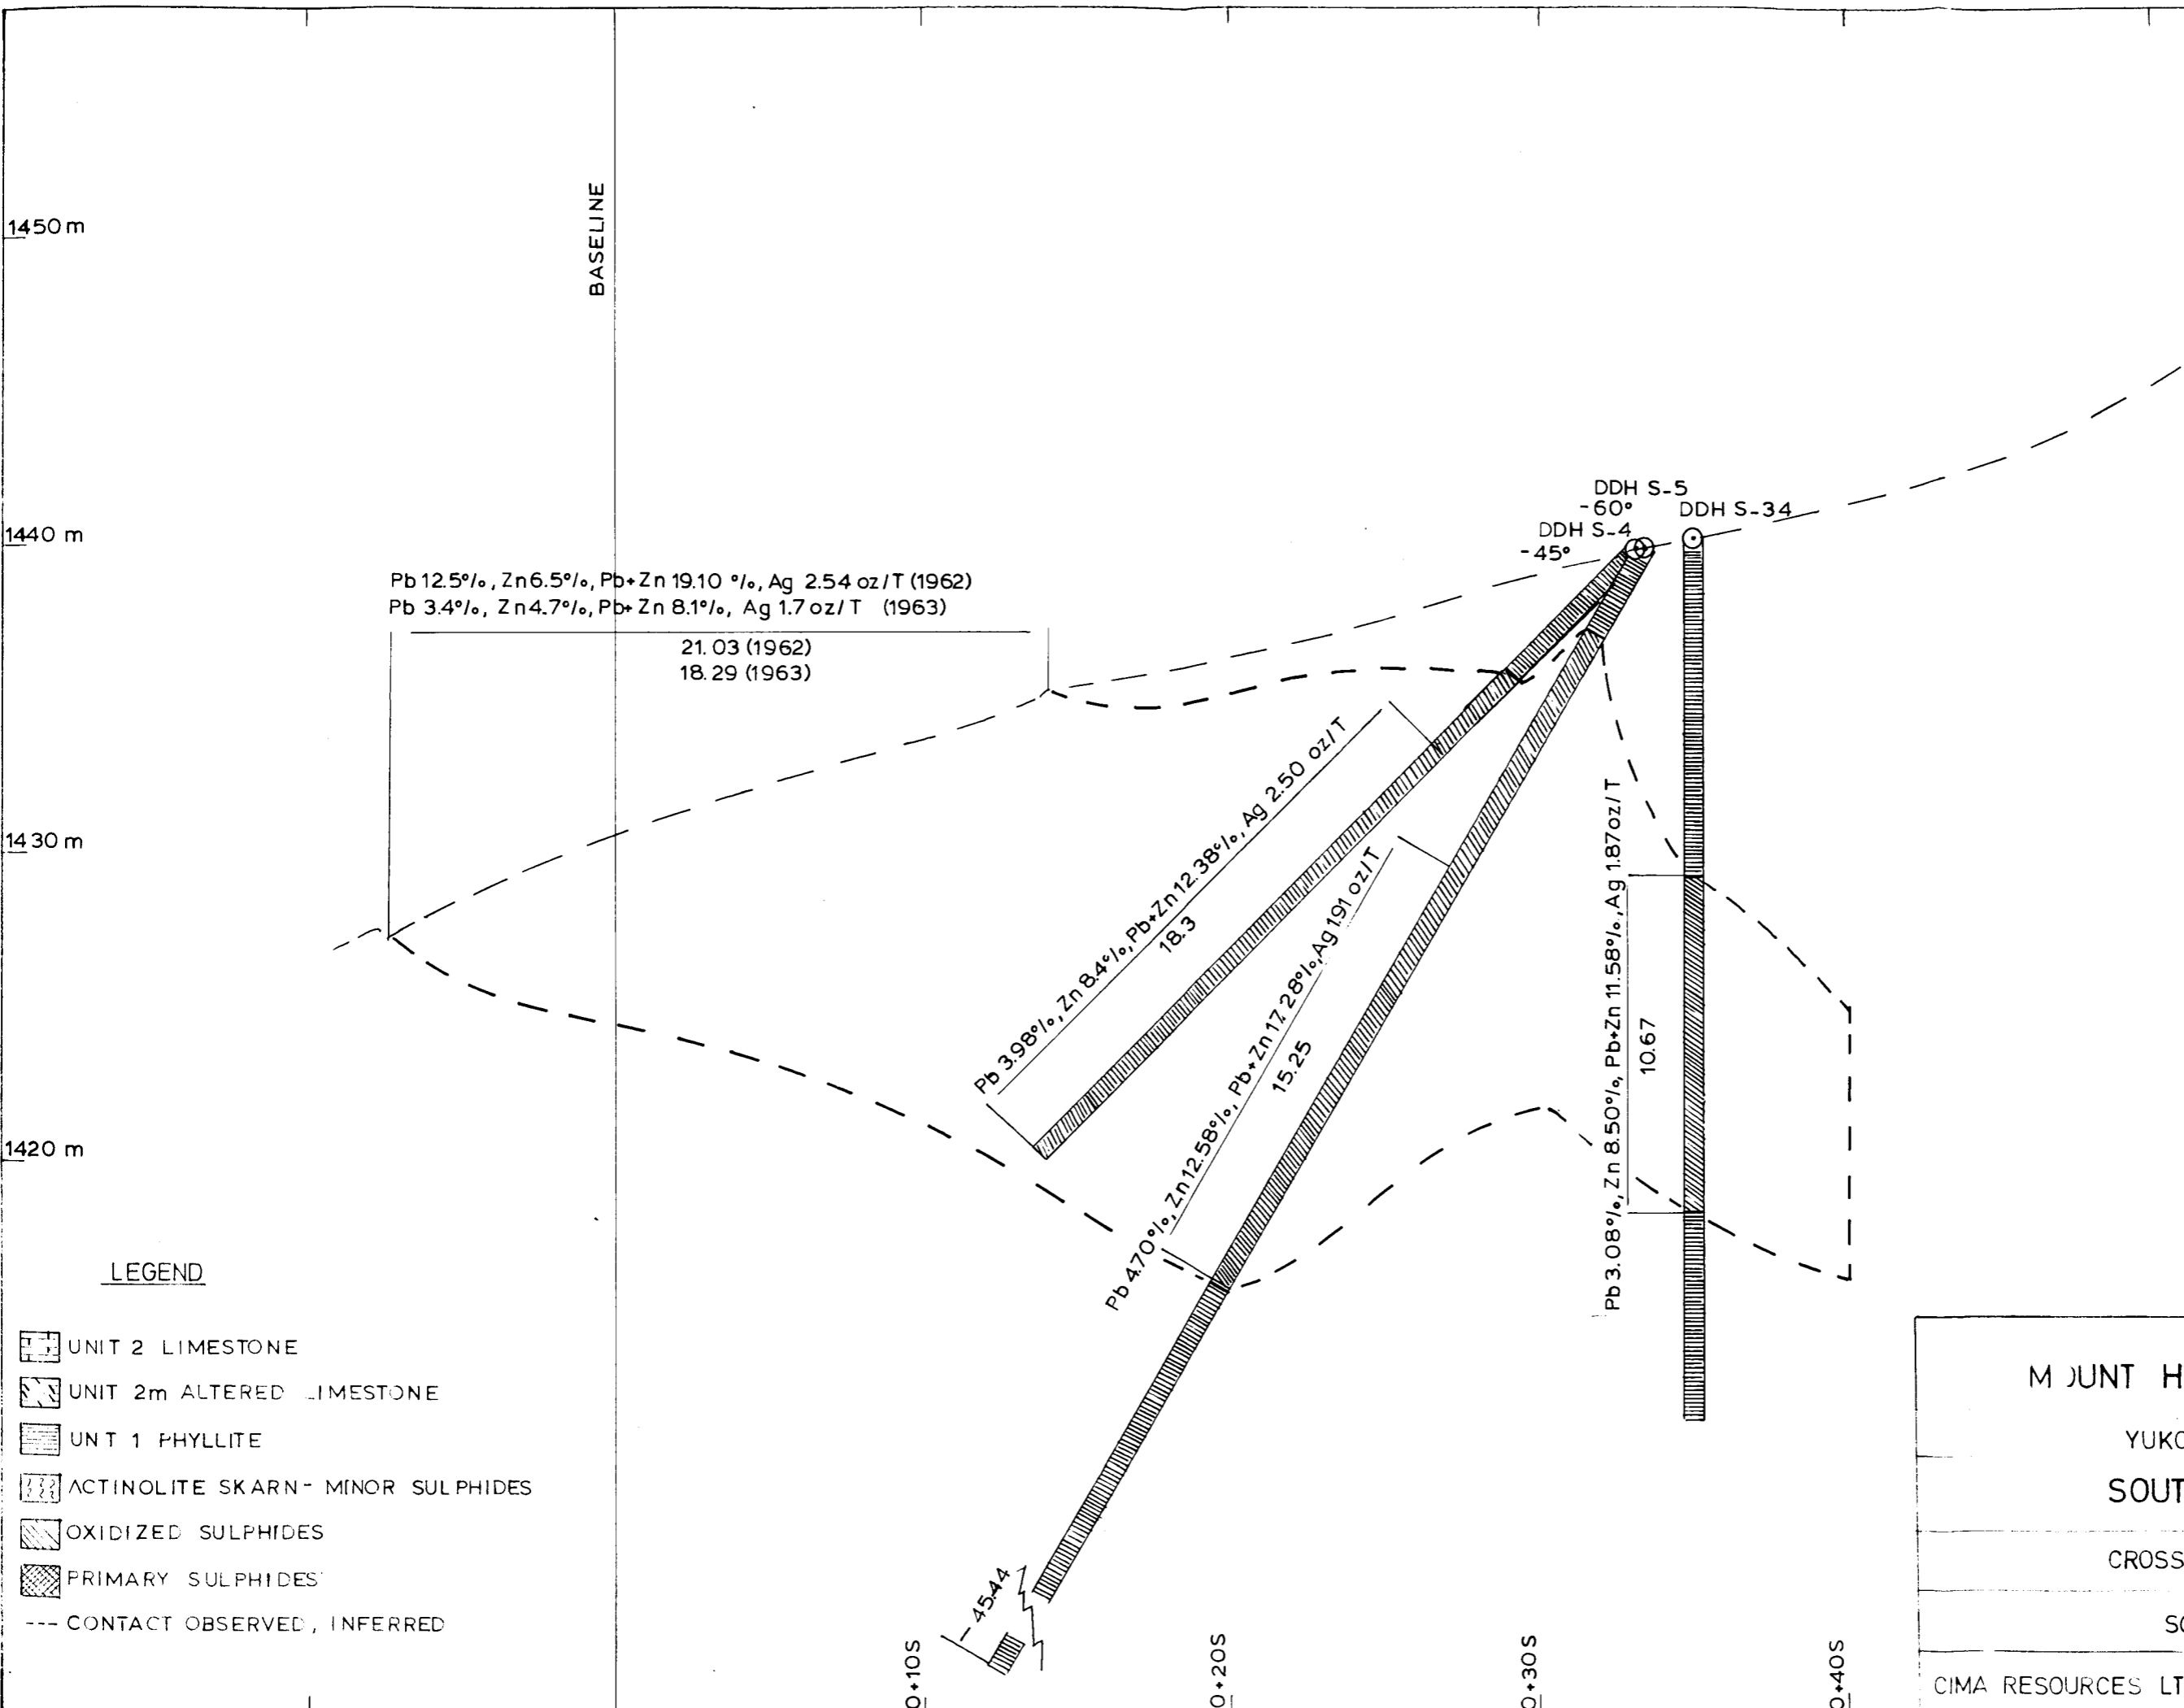 BASELINE
1450 m
1440 m
1430 m
1420 m
DDH S-5
-60°
DDH S-34
DDH S-4
-45°
Pb 12.5%, Zn 6.5%, Pb+Zn 19.10 %, Ag 2.54 oz/T (1962)
Pb 3.4%, Zn 4.7%, Pb+Zn 8.1%, Ag 1.7 oz/T (1963)
21.03 (1962)
18.29 (1963)
Pb 3.98%, Zn 8.4%, Pb+Zn 12.38%, Ag 2.50 oz/T
18.3
Pb 4.70%, Zn 12.58%, Pb+Zn 17.28%, Ag 1.91 oz/T
15.25
Pb 3.08%, Zn 8.50%, Pb+Zn 11.58%, Ag 1.87 oz/T
10.67
45.44
LEGEND
UNIT 2 LIMESTONE
UNIT 2m ALTERED LIMESTONE
UNIT 1 PHYLLITE
ACTINOLITE SKARN - MINOR SULPHIDES
OXIDIZED SULPHIDES
PRIMARY SULPHIDES
--- CONTACT OBSERVED, INFERRED
0+10S
0+20S
0+30S
0+40S
MOUNT H
YUKO
SOUT
CROSS
CIMA RESOURCES LT